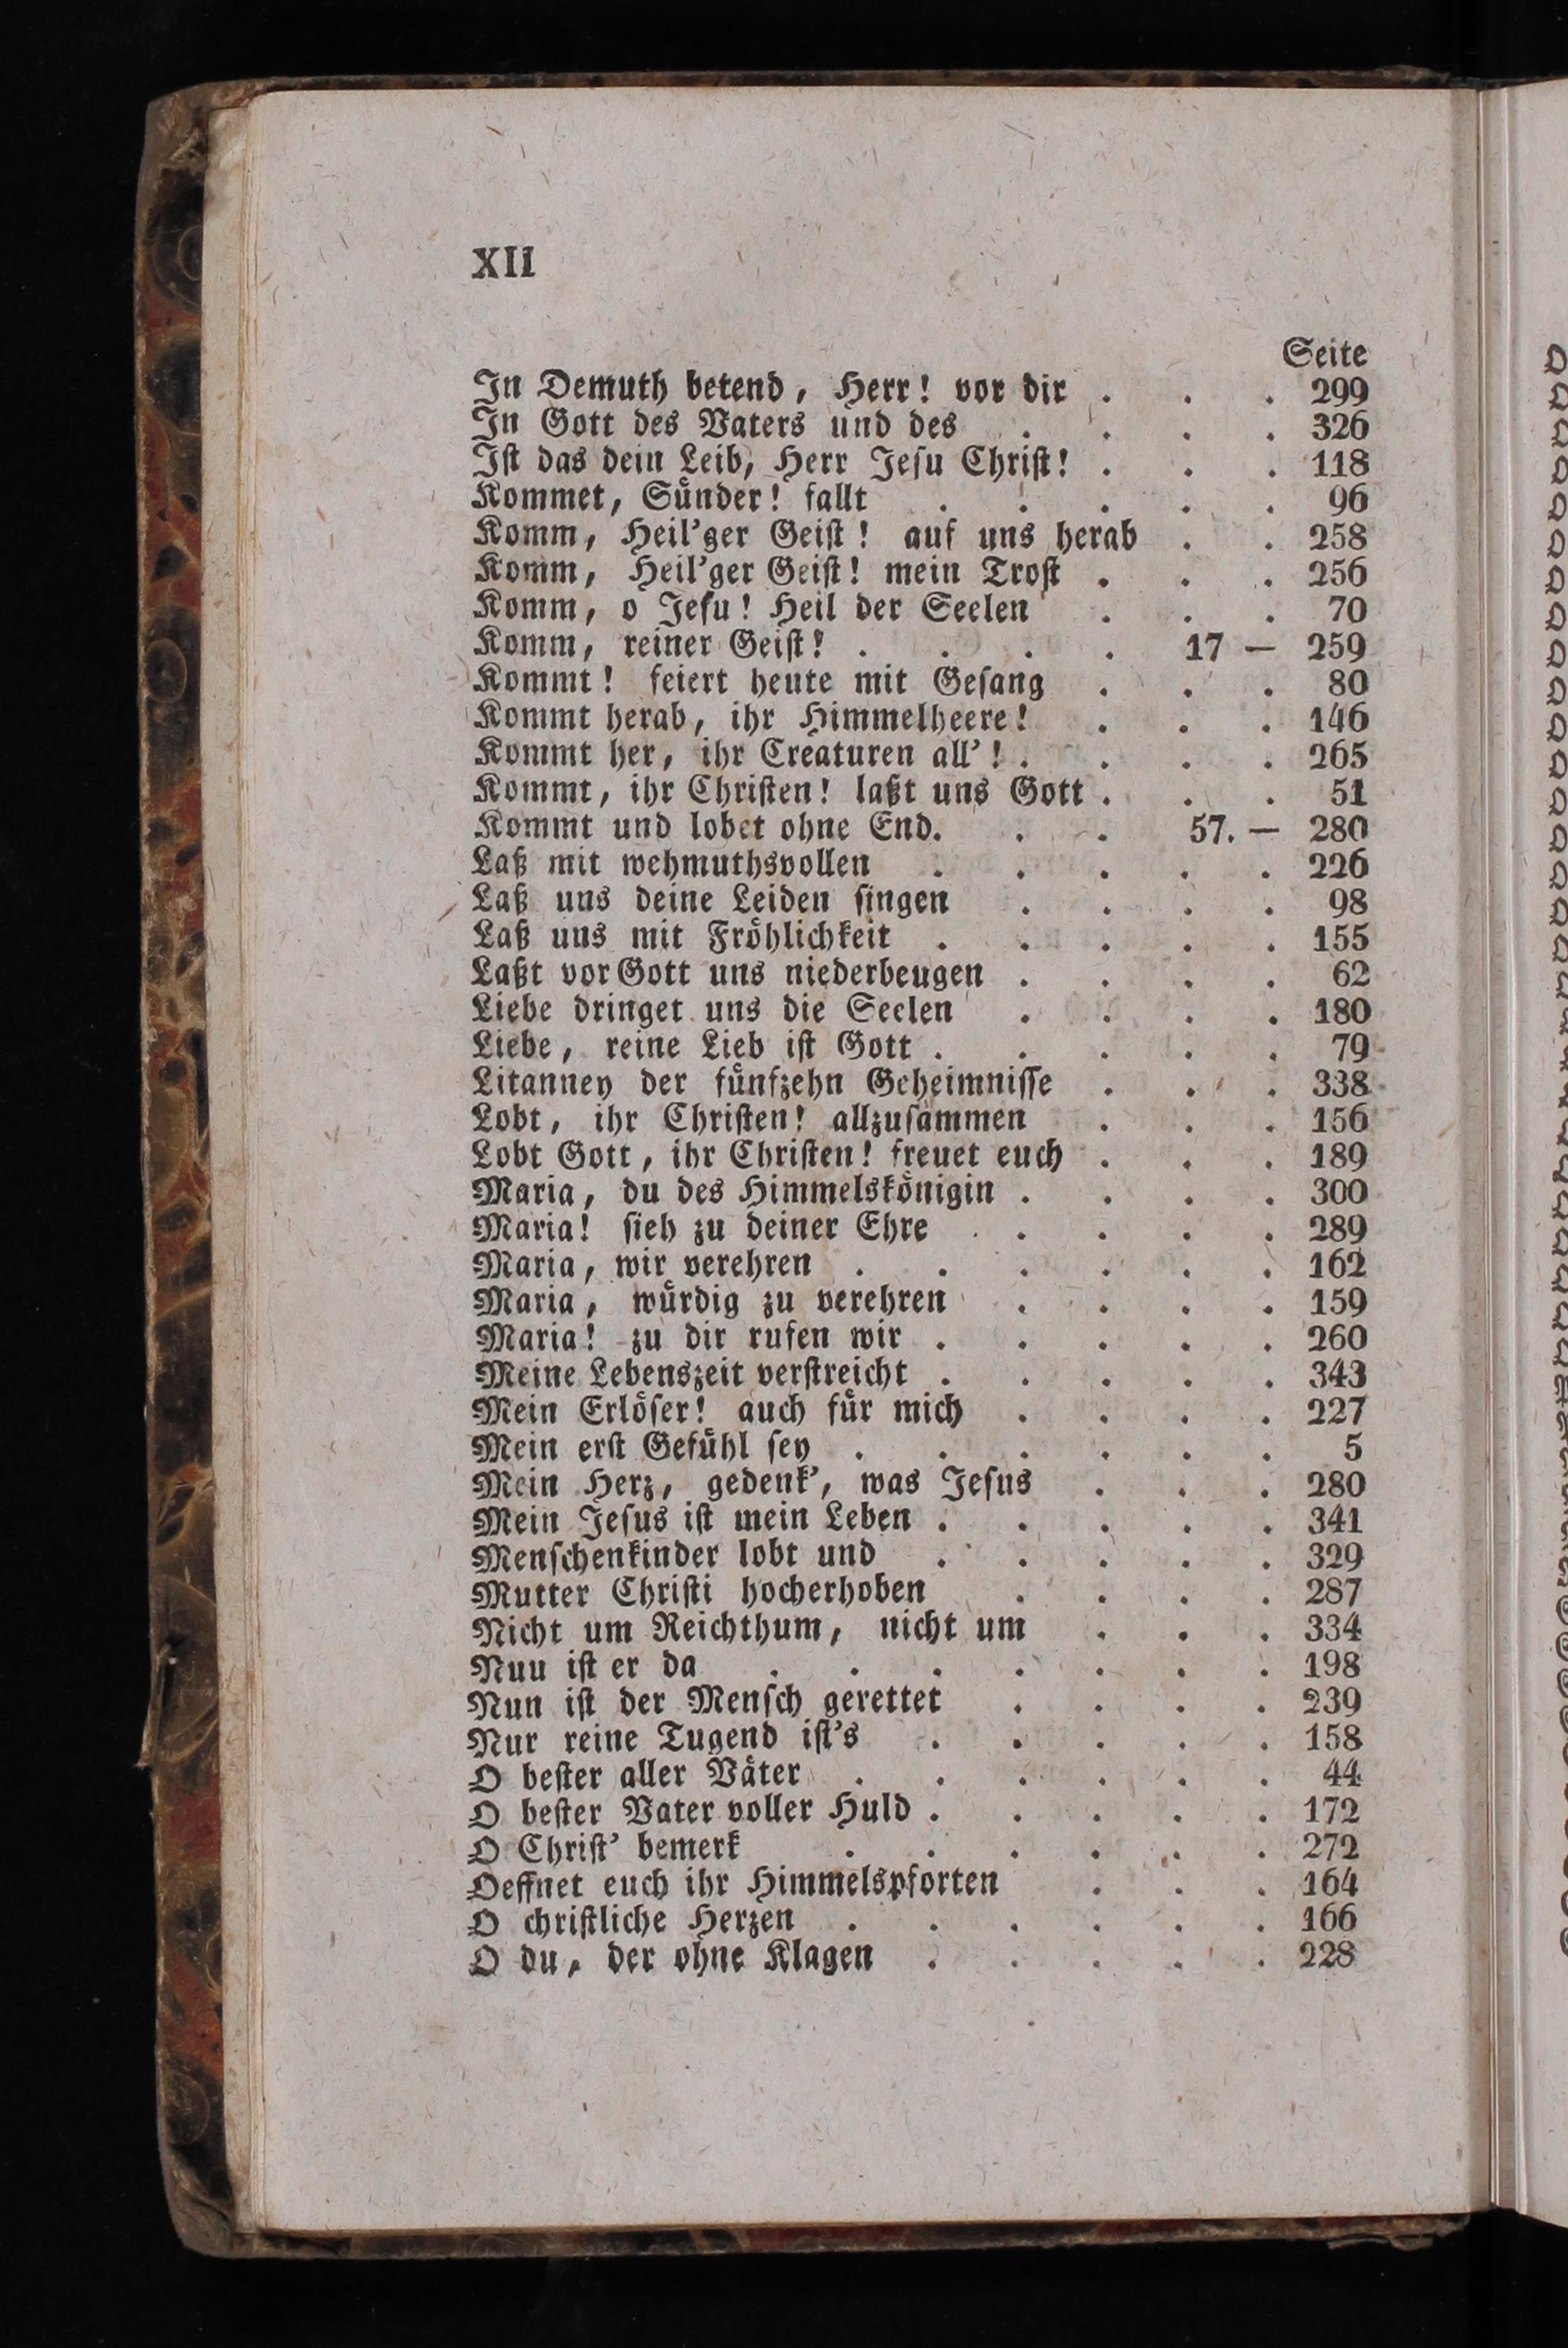 XII
Seite
In Demuth betend, Herr! vor dir . . . 299
In Gott des Vaters und des . . . . 326
Ist das dein Leib, Herr Jesu Christ! . . . 118
Kommet, Sünder! fallt . . . . . 96
Komm, Heil'ger Geist! auf uns herab . . 258
Komm, Heil'ger Geist! mein Trost . . . 256
Komm, o Jesu! Heil der Seelen . . . 70
Komm, reiner Geist! . . . . 17 — 259
Kommt! feiert heute mit Gesang . . . 80
Kommt herab, ihr Himmelheere! . . . 146
Kommt her, ihr Creaturen all'! . . . . 265
Kommt, ihr Christen! laßt uns Gott . . . 51
Kommt und lobet ohne End. . . 57. — 280
Laß mit wehmuthsvollen . . . . . 226
Laß uns deine Leiden singen . . . . 98
Laß uns mit Fröhlichkeit . . . . . 155
Laßt vor Gott uns niederbeugen . . . . 62
Liebe dringet uns die Seelen . . . . 180
Liebe, reine Lieb ist Gott . . . . . 79
Litanney der fünfzehn Geheimnisse . . . 338
Lobt, ihr Christen! allzusammen . . . 156
Lobt Gott, ihr Christen! freuet euch . . . 189
Maria, du des Himmelskönigin . . . . 300
Maria! sieh zu deiner Ehre . . . . 289
Maria, wir verehren . . . . . . 162
Maria, würdig zu verehren . . . . 159
Maria! zu dir rufen wir . . . . . 260
Meine Lebenszeit verstreicht . . . . . 343
Mein Erlöser! auch für mich . . . . 227
Mein erst Gefühl sey . . . . . . 5
Mein Herz, gedenk', was Jesus . . . 280
Mein Jesus ist mein Leben . . . . . 341
Menschenkinder lobt und . . . . . 329
Mutter Christi hocherhoben . . . . 287
Nicht um Reichthum, nicht um . . . 334
Nuu ist er da . . . . . . . 198
Nun ist der Mensch gerettet . . . . 239
Nur reine Tugend ist's . . . . . 158
O bester aller Väter . . . . . . 44
O bester Vater voller Huld . . . . . 172
O Christ' bemerk . . . . . . 272
Oeffnet euch ihr Himmelspforten . . . 164
O christliche Herzen . . . . . . 166
O du, der ohne Klagen . . . . . 228